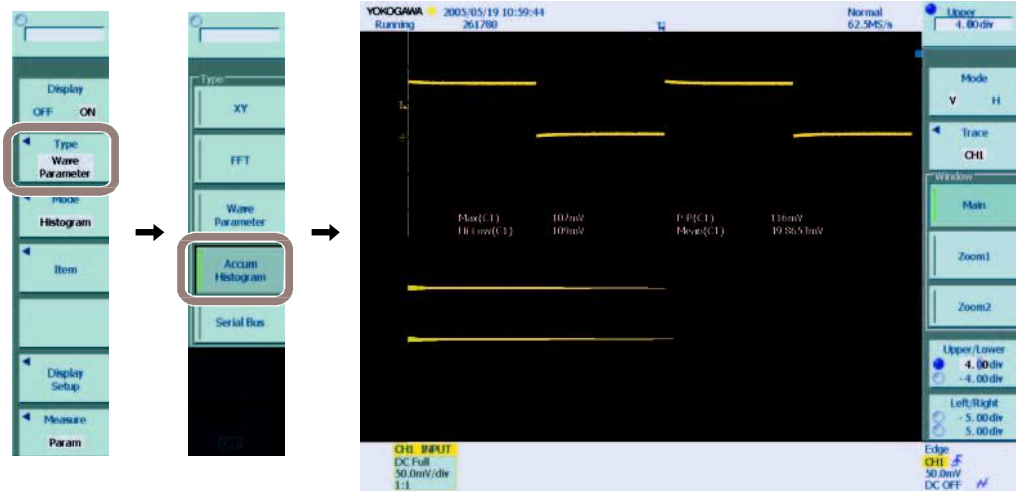 Display
OFF ON
Type
Wave
Parameter
Mode
Histogram
Item
Display
Setup
Measure
Param
Type
XY
FFT
Wave
Parameter
Accum
Histogram
Serial Bus
YOKOGAWA 2005/05/19 10:59:44
Running 261780
Normal
62.5MS/s
Max(C1) 107mV P-P(C1) 116mV
Hi-Low(C1) 109mV Mean(C1) 19.8653mV
CH1 INPUT
DC Full
50.0mV/div
1:1
Edge
CH1
50.0mV
DC OFF
Upper
4.00div
Mode
V H
Trace
CH1
Window
Main
Zoom1
Zoom2
Upper/Lower
4.00div
-4.00div
Left/Right
-5.00div
5.00div